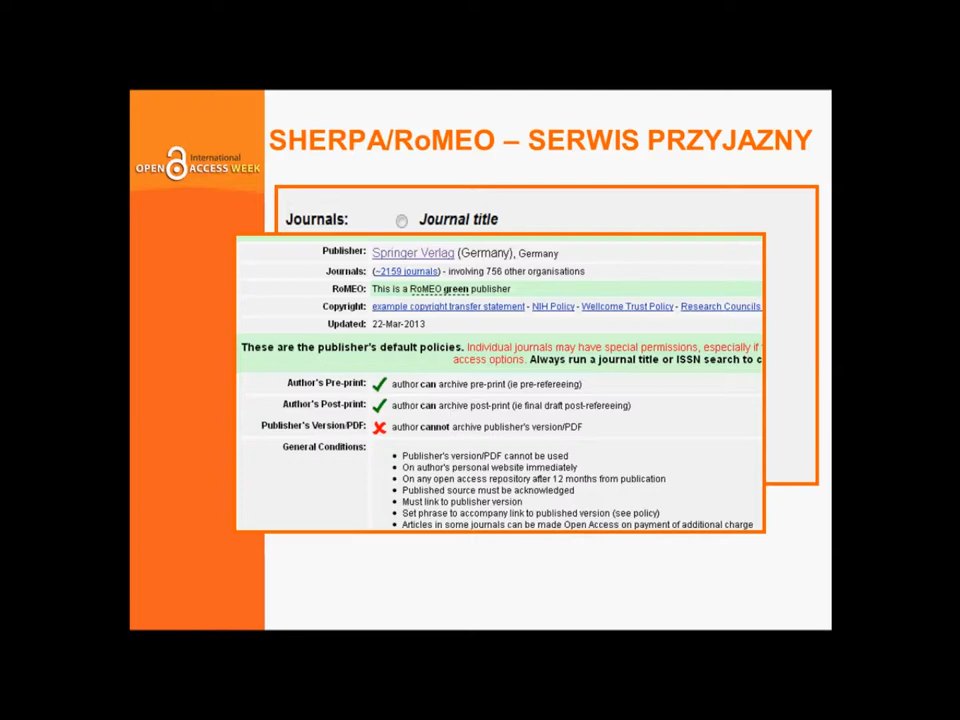 SHERPA/RoMEO – SERWIS PRZYJAZNY
International
OPEN ACCESS WEEK
Journals: Journal title
Publisher: Springer Verlag (Germany), Germany
Journals: (~2159 journals) - involving 756 other organisations
RoMEO: This is a RoMEO green publisher
Copyright: example copyright transfer statement - NIH Policy - Wellcome Trust Policy - Research Councils
Updated: 22-Mar-2013
These are the publisher's default policies. Individual journals may have special permissions, especially if
access options. Always run a journal title or ISSN search to c
Author's Pre-print: author can archive pre-print (ie pre-refereeing)
Author's Post-print: author can archive post-print (ie final draft post-refereeing)
Publisher's Version/PDF: author cannot archive publisher's version/PDF
General Conditions:
• Publisher's version/PDF cannot be used
• On author's personal website immediately
• On any open access repository after 12 months from publication
• Published source must be acknowledged
• Must link to publisher version
• Set phrase to accompany link to published version (see policy)
• Articles in some journals can be made Open Access on payment of additional charge